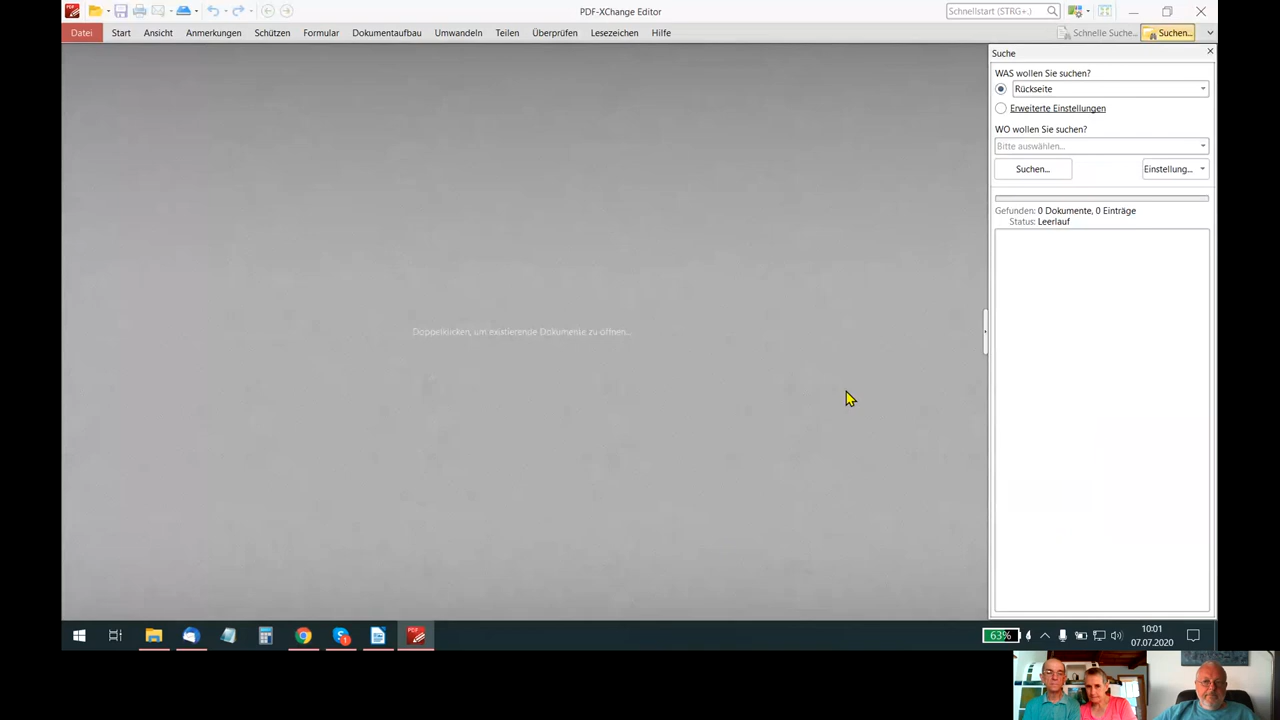 PDF-XChange Editor
Schnellstart (STRG+.)
Datei Start Ansicht Anmerkungen Schützen Formular Dokumentaufbau Umwandeln Teilen Überprüfen Lesezeichen Hilfe
Schnelle Suche... Suchen...
Suche
WAS wollen Sie suchen?
Rückseite
Erweiterte Einstellungen
WO wollen Sie suchen?
Bitte auswählen...
Suchen... Einstellung...
Gefunden: 0 Dokumente, 0 Einträge
Status: Leerlauf
Doppelklicken, um existierende Dokumente zu öffnen...
63%
10:01
07.07.2020